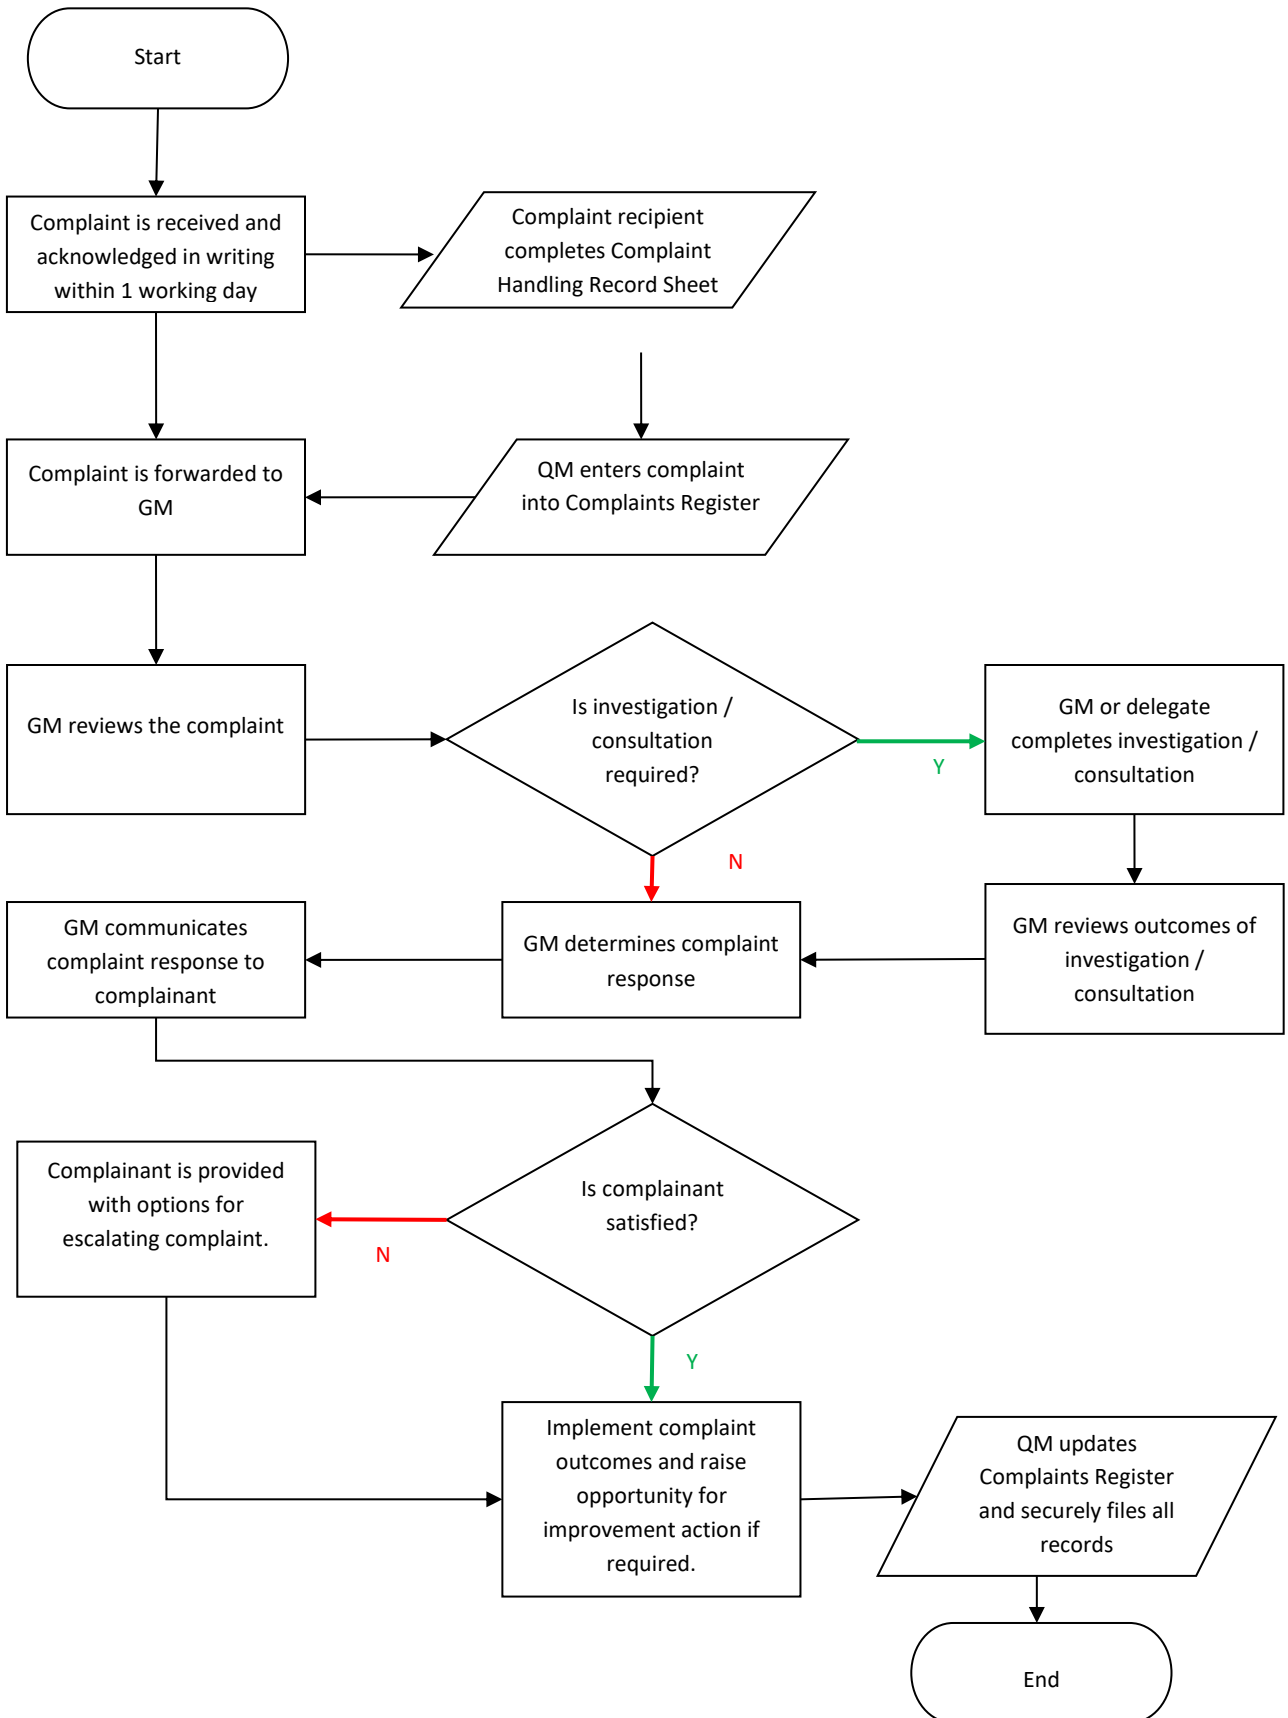 Start
Complaint is received and
acknowledged in writing
within 1 working day
Complaint recipient
completes Complaint
Handling Record Sheet
Complaint is forwarded to
GM
QM enters complaint
into Complaints Register
GM reviews the complaint
Is investigation /
consultation
required?
Y
N
GM or delegate
completes investigation /
consultation
GM communicates
complaint response to
complainant
GM determines complaint
response
GM reviews outcomes of
investigation /
consultation
Complainant is provided
with options for
escalating complaint.
N
Is complainant
satisfied?
Y
Implement complaint
outcomes and raise
opportunity for
improvement action if
required.
QM updates
Complaints Register
and securely files all
records
End